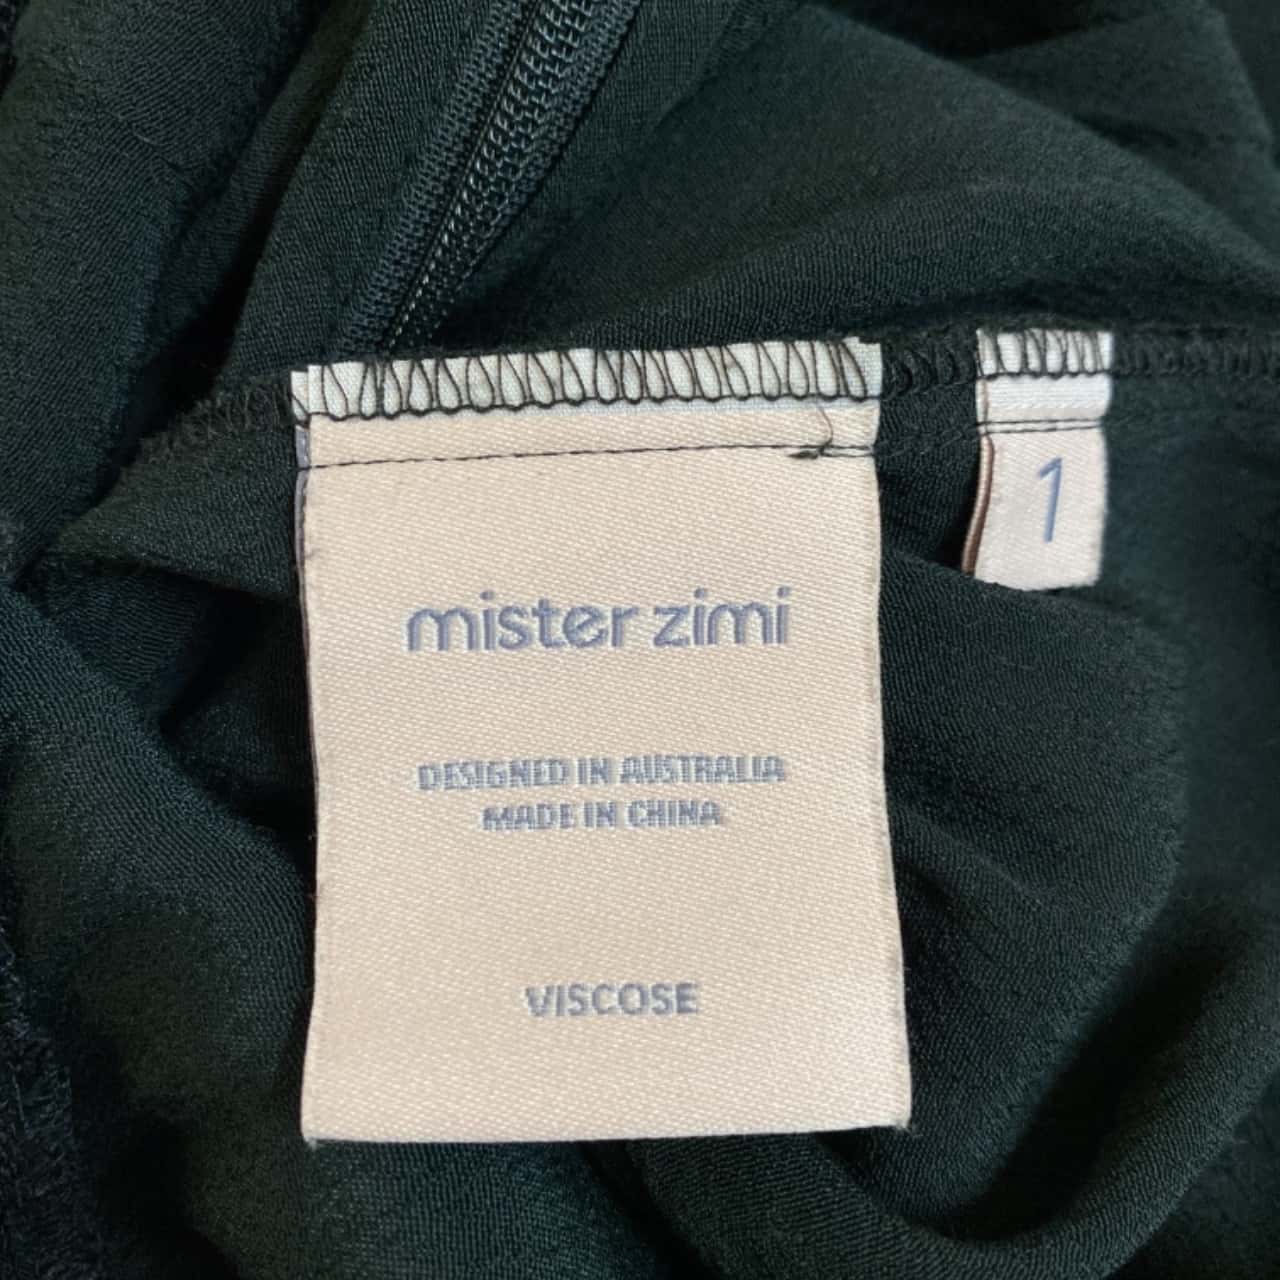 mister zimi
DESIGNED IN AUSTRALIA
MADE IN CHINA
VISCOSE
1